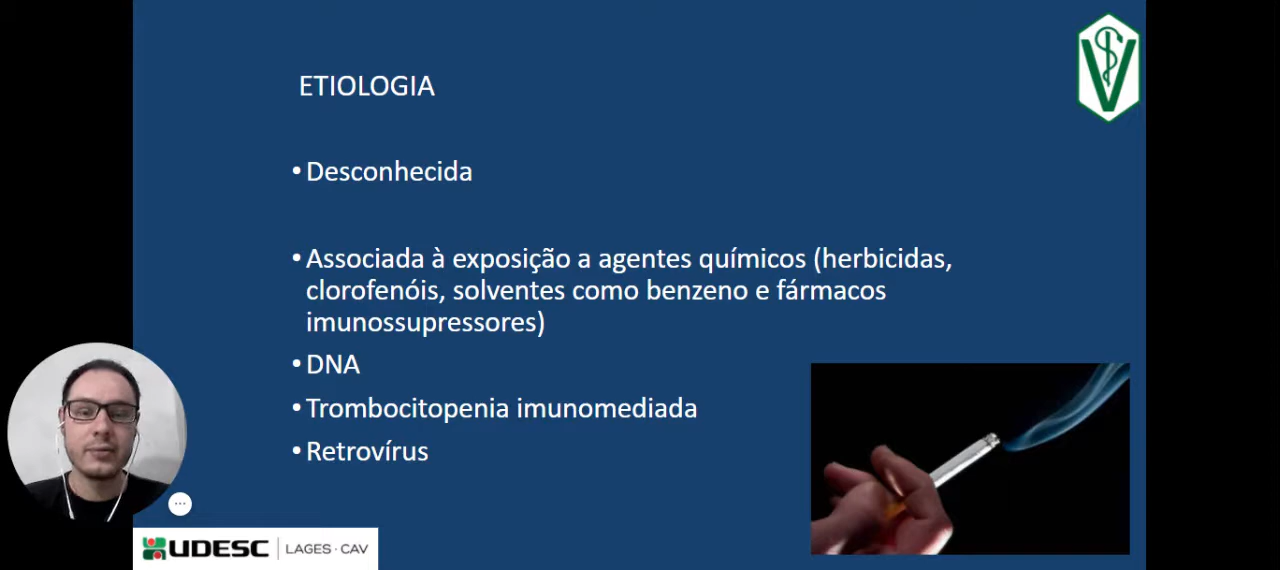 ETIOLOGIA
• Desconhecida
• Associada à exposição a agentes químicos (herbicidas,
clorofenóis, solventes como benzeno e fármacos
imunossupressores)
• DNA
• Trombocitopenia imunomediada
• Retrovírus
UDESC | LAGES · CAV